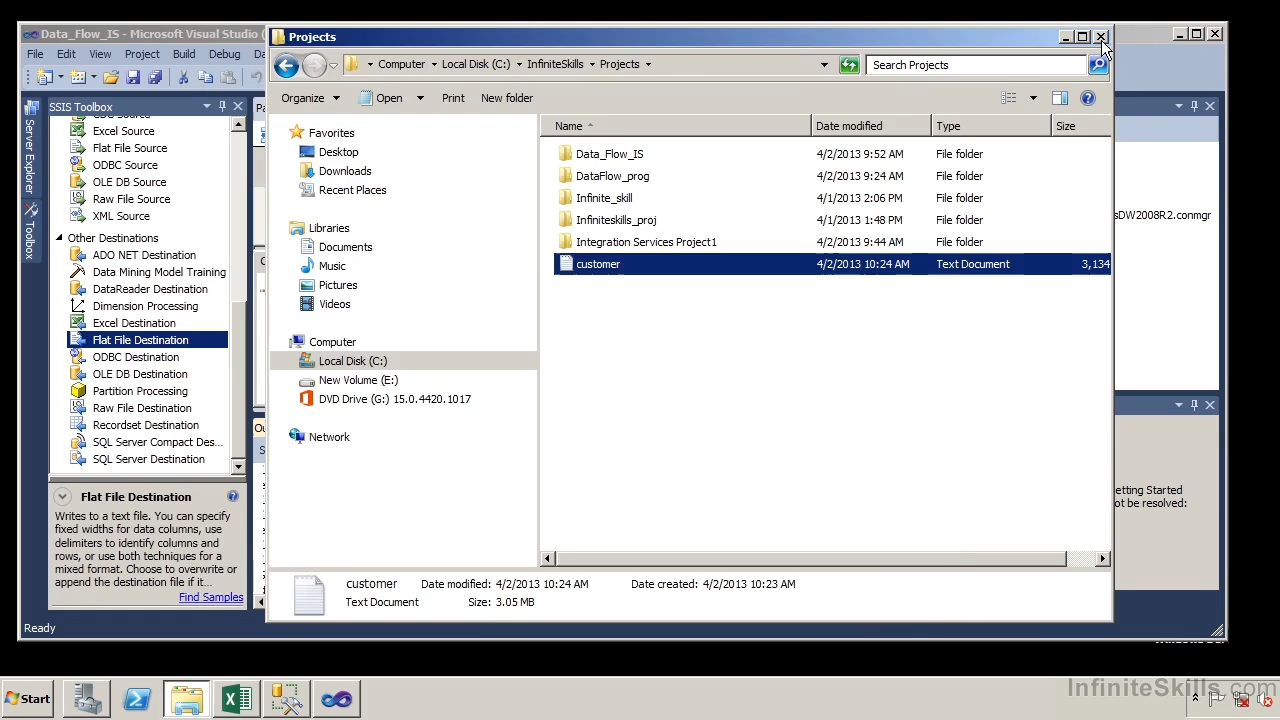 Data_Flow_IS - Microsoft Visual Studio (
File Edit View Project Build Debug Da
SSIS Toolbox
Excel Source
Flat File Source
ODBC Source
OLE DB Source
Raw File Source
XML Source
Other Destinations
ADO NET Destination
Data Mining Model Training
DataReader Destination
Dimension Processing
Excel Destination
Flat File Destination
ODBC Destination
OLE DB Destination
Partition Processing
Raw File Destination
Recordset Destination
SQL Server Compact Des...
SQL Server Destination
Flat File Destination
Writes to a text file. You can specify
fixed widths for data columns, use
delimiters to identify columns and
rows, or use both techniques for a
mixed format. Choose to overwrite or
append the destination file if it...
Find Samples
Server Explorer
Toolbox
Ready
Projects
Computer Local Disk (C:) InfiniteSkills Projects
Search Projects
Organize Open Print New folder
Favorites
Desktop
Downloads
Recent Places
Libraries
Documents
Music
Pictures
Videos
Computer
Local Disk (C:)
New Volume (E:)
DVD Drive (G:) 15.0.4420.1017
Network
Name Date modified Type Size
Data_Flow_IS 4/2/2013 9:52 AM File folder
DataFlow_prog 4/2/2013 9:24 AM File folder
Infinite_skill 4/1/2013 2:06 PM File folder
Infiniteskills_proj 4/1/2013 1:48 PM File folder
Integration Services Project1 4/2/2013 9:44 AM File folder
customer 4/2/2013 10:24 AM Text Document 3,134
customer Date modified: 4/2/2013 10:24 AM Date created: 4/2/2013 10:23 AM
Text Document Size: 3.05 MB
sDW2008R2.conmgr
etting Started
ot be resolved:
Start
InfiniteSkills.com